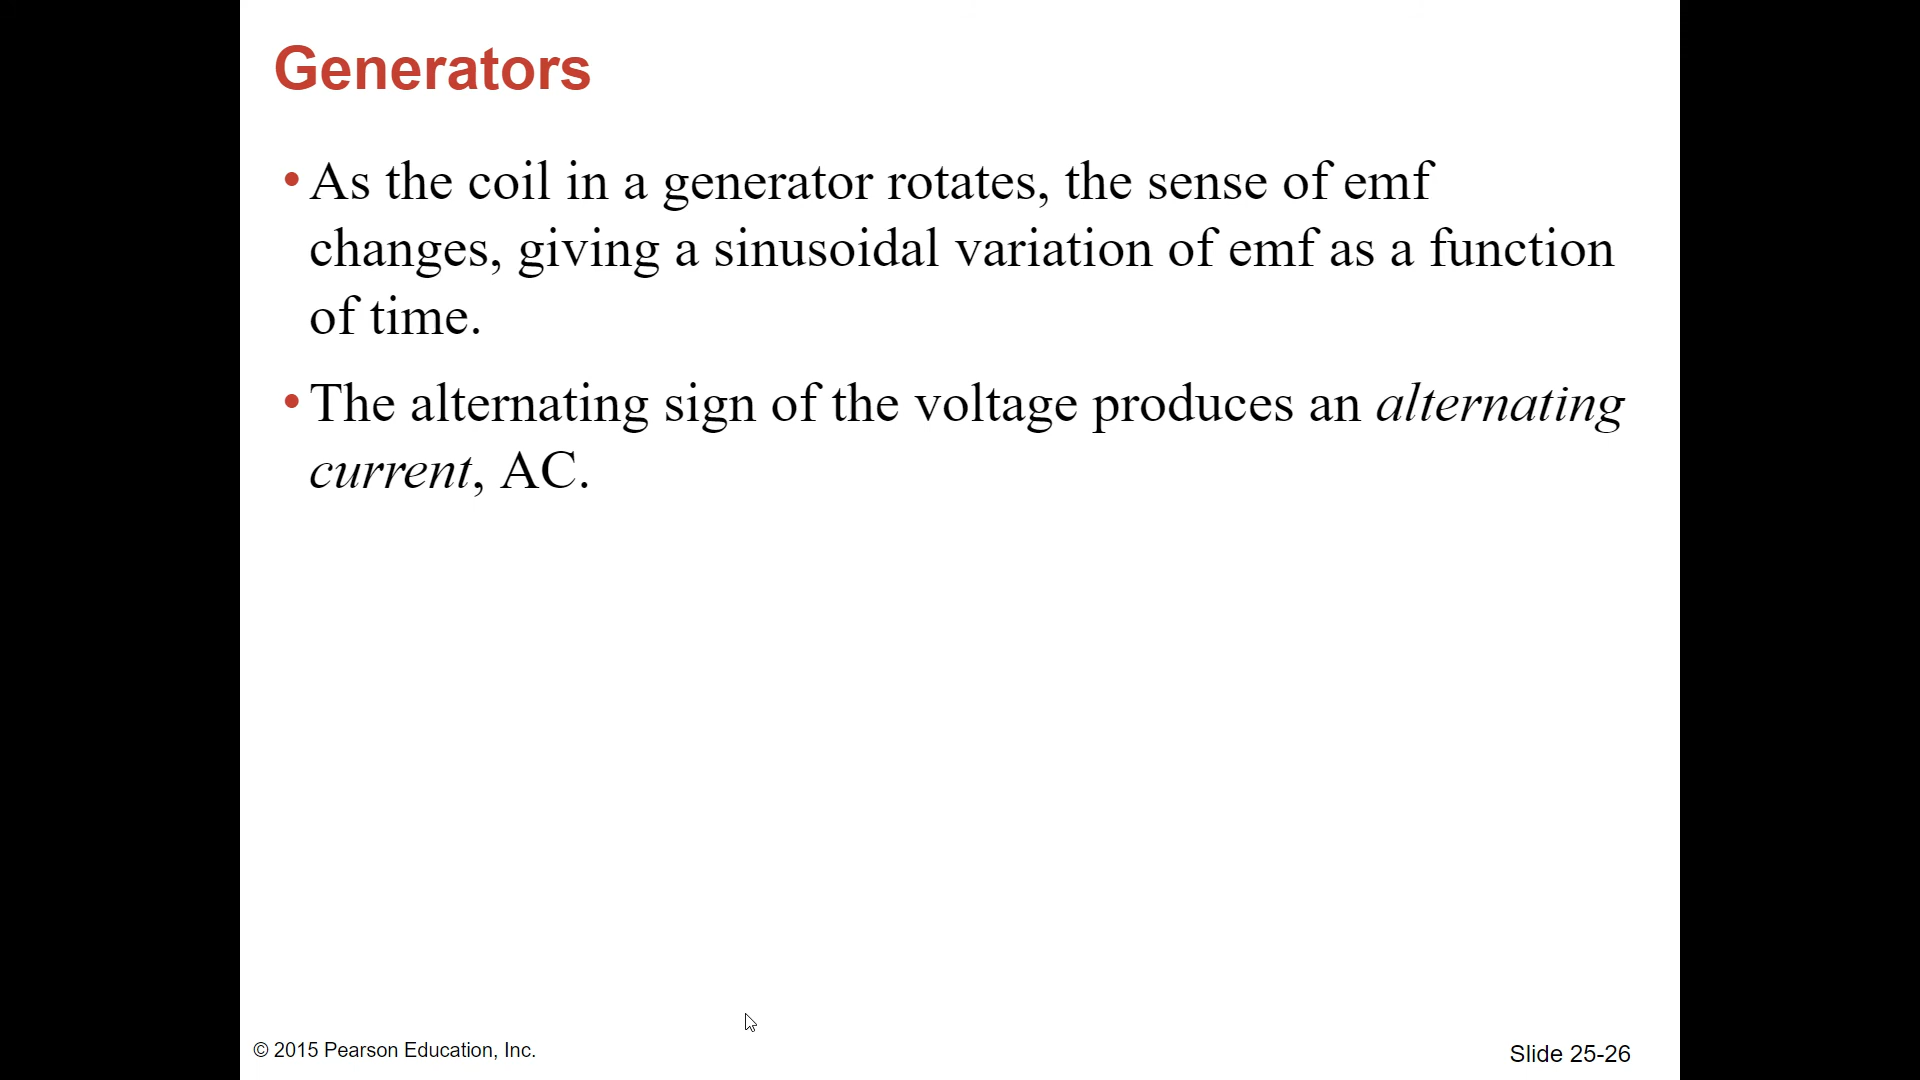 Generators
• As the coil in a generator rotates, the sense of emf
changes, giving a sinusoidal variation of emf as a function
of time.
• The alternating sign of the voltage produces an alternating
current, AC.
© 2015 Pearson Education, Inc.
Slide 25-26